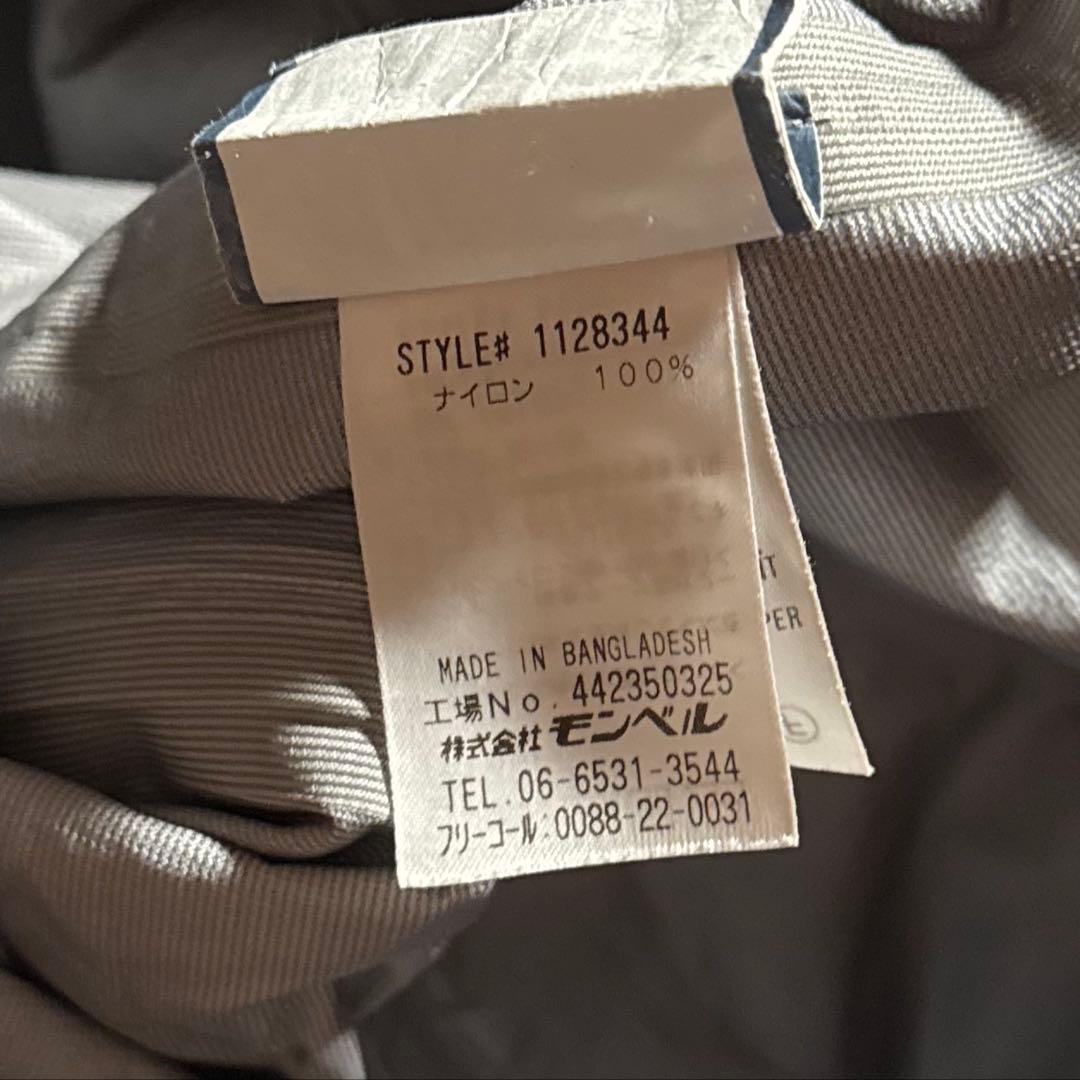 STYLE# 1128344
ナイロン 100%
MADE IN BANGLADESH
工場No. 442350325
株式会社モンベル
TEL.06-6531-3544
フリーコール:0088-22-0031